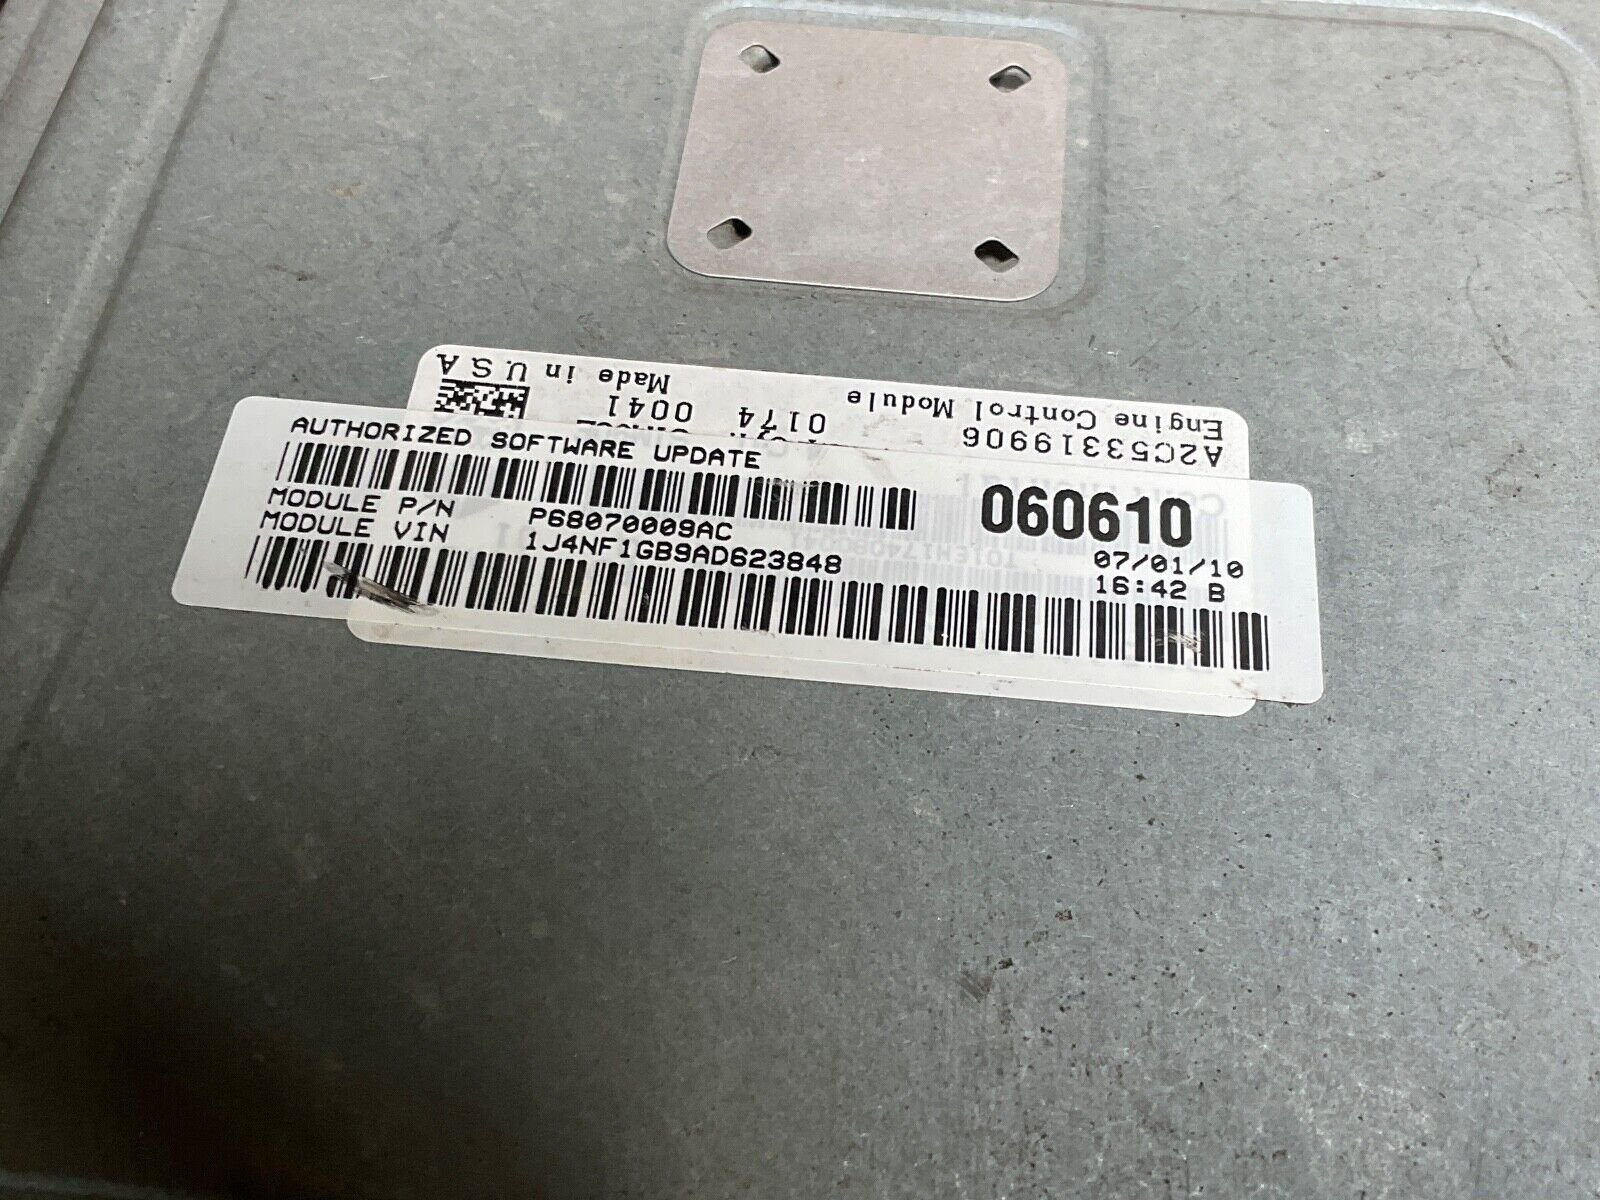 AUTHORIZED SOFTWARE UPDATE
060610
MODULE P/N P68070009AC
07/01/10
MODULE VIN 1J4NF1GB9AD623848
16:42 B
A2C53319906
Engine Control Module
0174 0041
Made in U.S.A